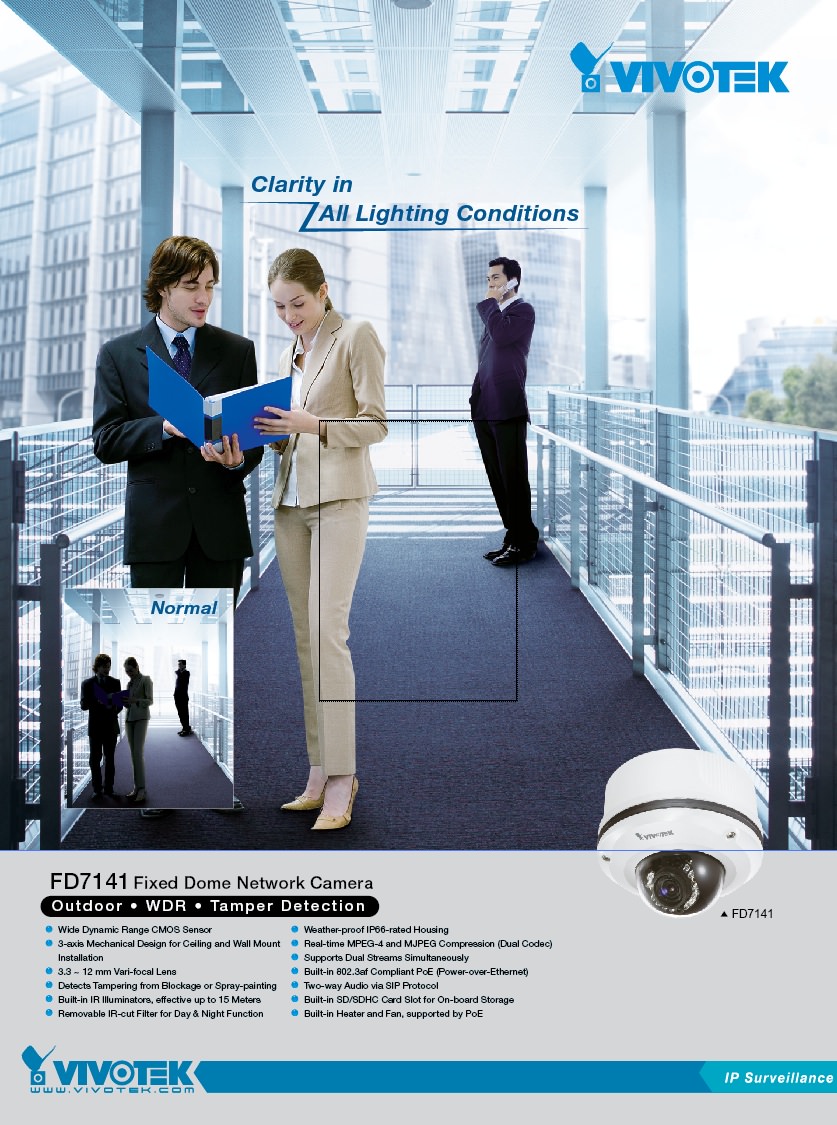 VIVOTEK
Clarity in
All Lighting Conditions
Normal
VIVOTEK
▲ FD7141
FD7141 Fixed Dome Network Camera
Outdoor • WDR • Tamper Detection
Wide Dynamic Range CMOS Sensor
3-axis Mechanical Design for Ceiling and Wall Mount
Installation
3.3 ~ 12 mm Vari-focal Lens
Detects Tampering from Blockage or Spray-painting
Built-in IR Illuminators, effective up to 15 Meters
Removable IR-cut Filter for Day & Night Function
Weather-proof IP66-rated Housing
Real-time MPEG-4 and MJPEG Compression (Dual Codec)
Supports Dual Streams Simultaneously
Built-in 802.3af Compliant PoE (Power-over-Ethernet)
Two-way Audio via SIP Protocol
Built-in SD/SDHC Card Slot for On-board Storage
Built-in Heater and Fan, supported by PoE
VIVOTEK
www.vivotek.com
IP Surveillance